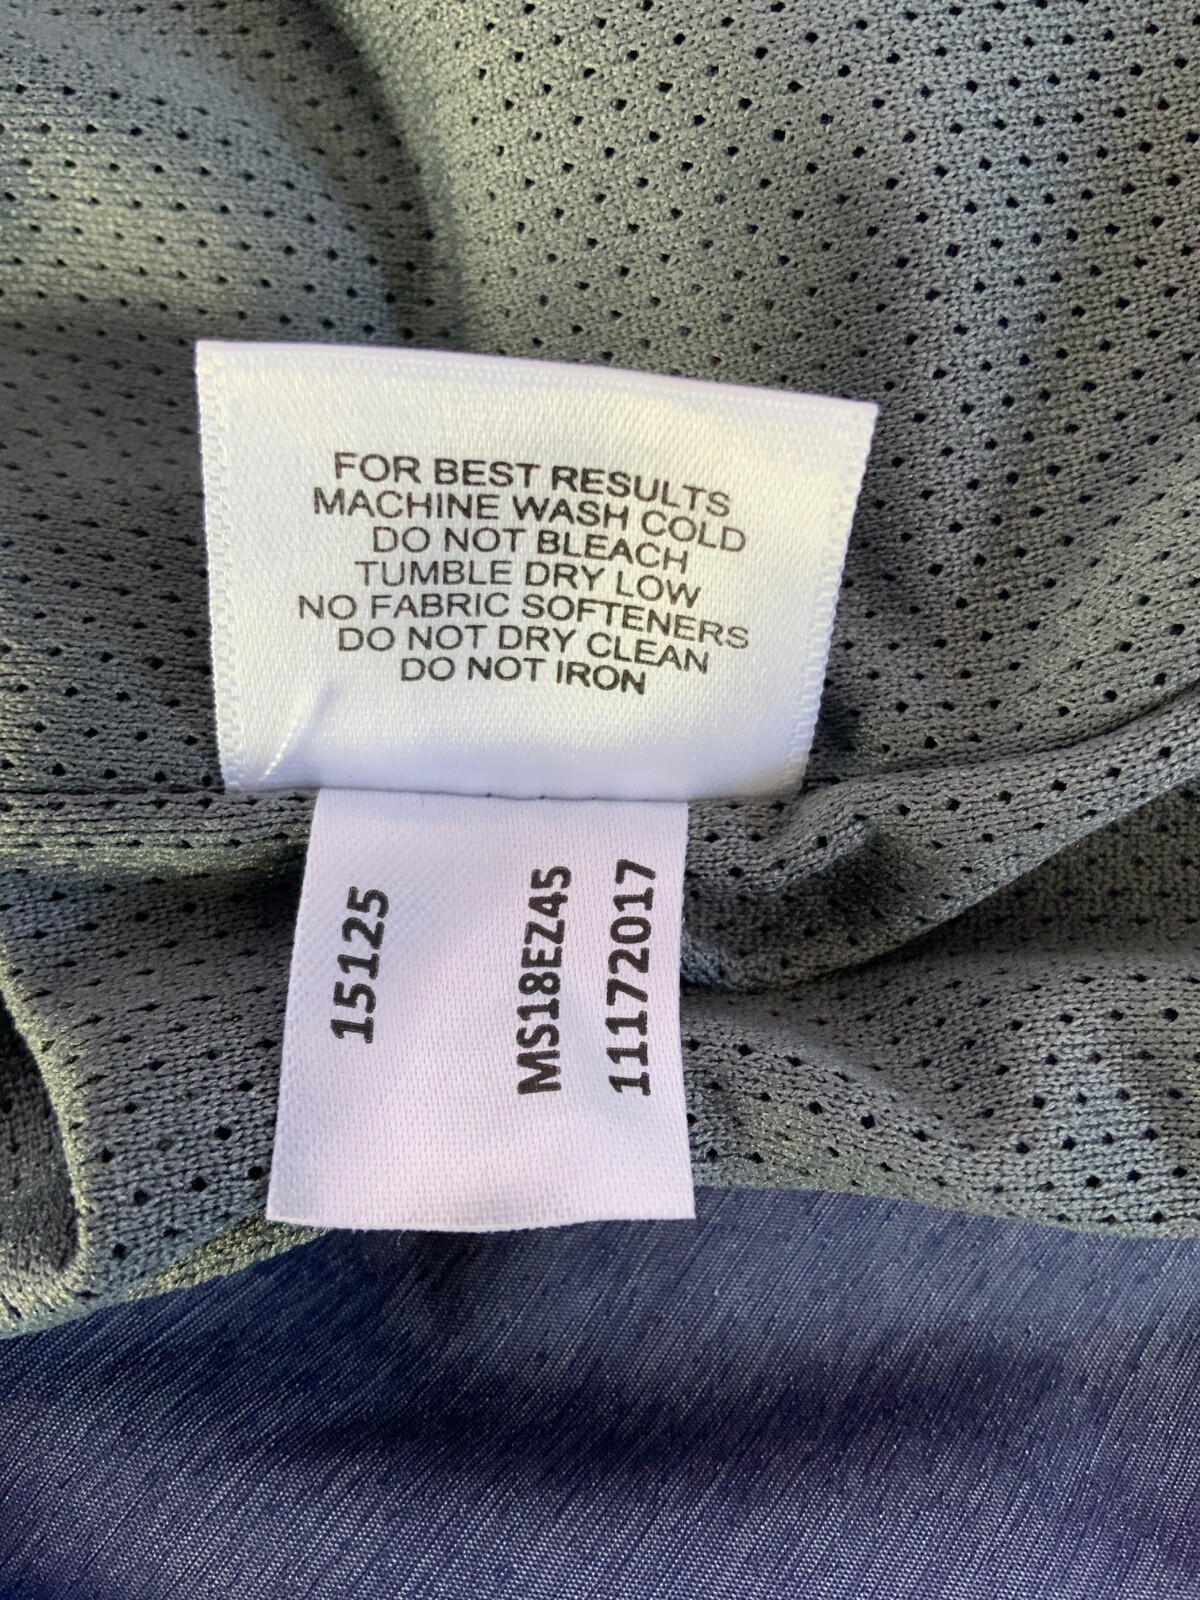 FOR BEST RESULTS
MACHINE WASH COLD
DO NOT BLEACH
TUMBLE DRY LOW
NO FABRIC SOFTENERS
DO NOT DRY CLEAN
DO NOT IRON
15125
MS18EZ45
11172017